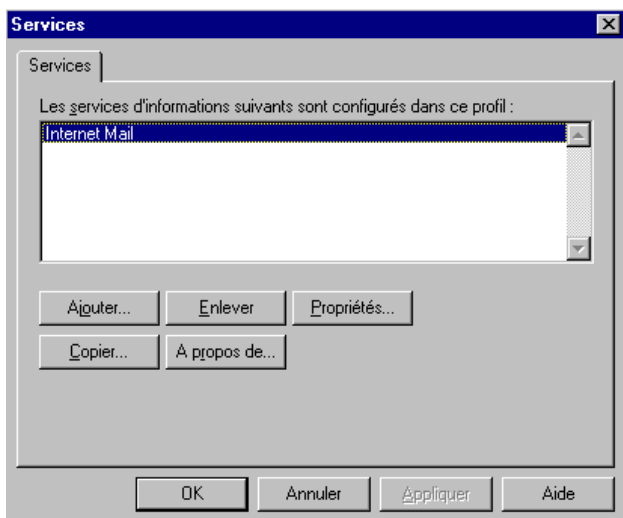 Services
Services
Les services d'informations suivants sont configurés dans ce profil :
Internet Mail
Ajouter... Enlever Propriétés...
Copier... A propos de...
OK Annuler Appliquer Aide